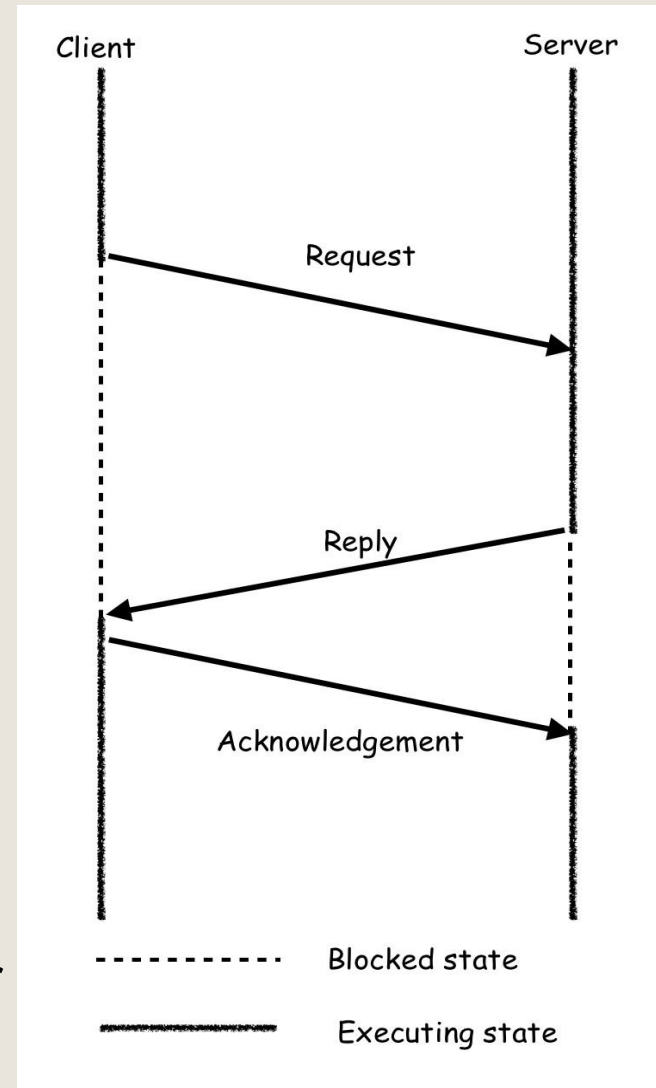 Client
Server
Request
Reply
Acknowledgement
Blocked state
Executing state